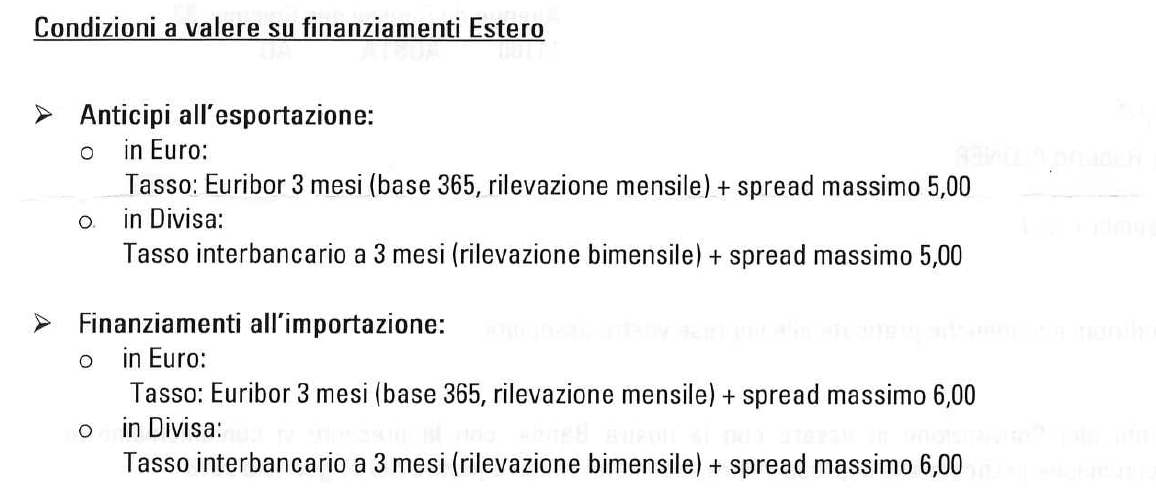 Condizioni a valere su finanziamenti Estero
➢ Anticipi all'esportazione:
o in Euro:
Tasso: Euribor 3 mesi (base 365, rilevazione mensile) + spread massimo 5,00
o in Divisa:
Tasso interbancario a 3 mesi (rilevazione bimensile) + spread massimo 5,00
➢ Finanziamenti all'importazione:
o in Euro:
Tasso: Euribor 3 mesi (base 365, rilevazione mensile) + spread massimo 6,00
o in Divisa:
Tasso interbancario a 3 mesi (rilevazione bimensile) + spread massimo 6,00